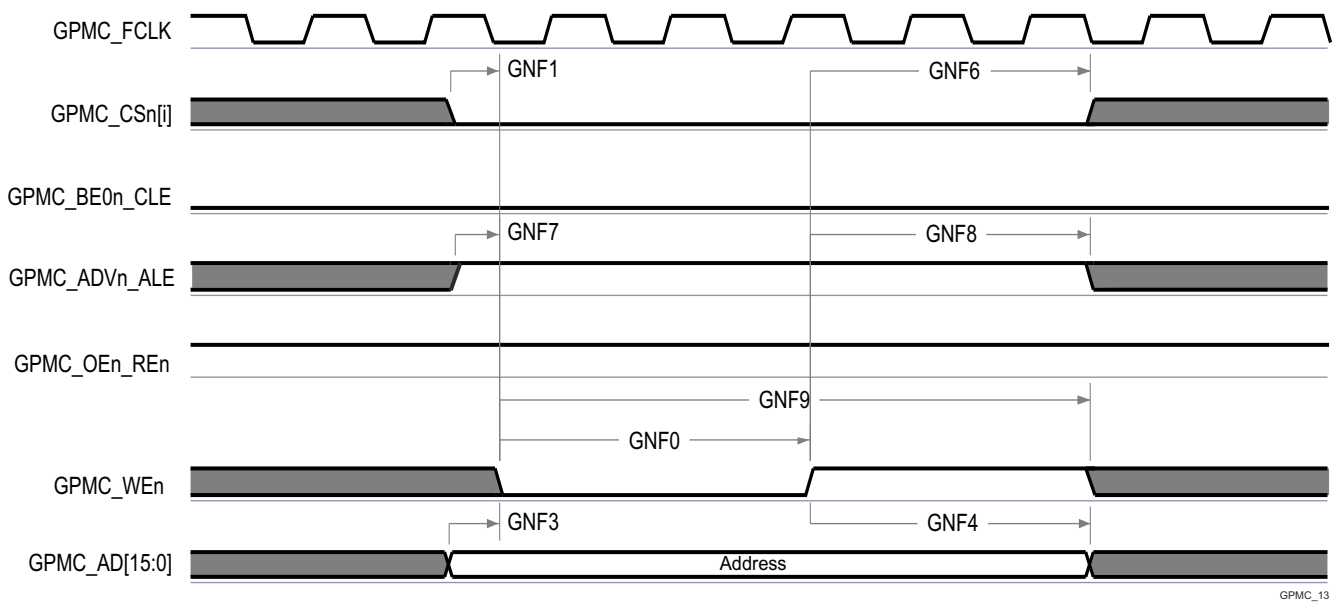 GPMC_FCLK
GNF1
GNF6
GPMC_CSn[i]
GPMC_BE0n_CLE
GNF7
GNF8
GPMC_ADVn_ALE
GPMC_OEn_REn
GNF9
GNF0
GPMC_WEn
GNF3
GNF4
GPMC_AD[15:0]
Address
GPMC_13